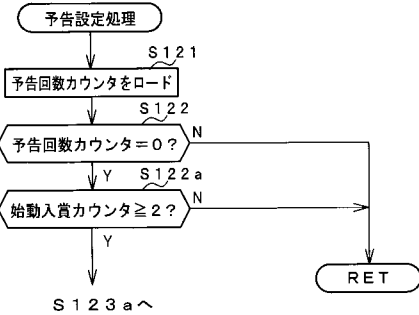 予告設定処理
S121
予告回数カウンタをロード
S122
予告回数カウンタ=0?
N
Y
S122a
始動入賞カウンタ≧2?
N
Y
RET
S123aへ